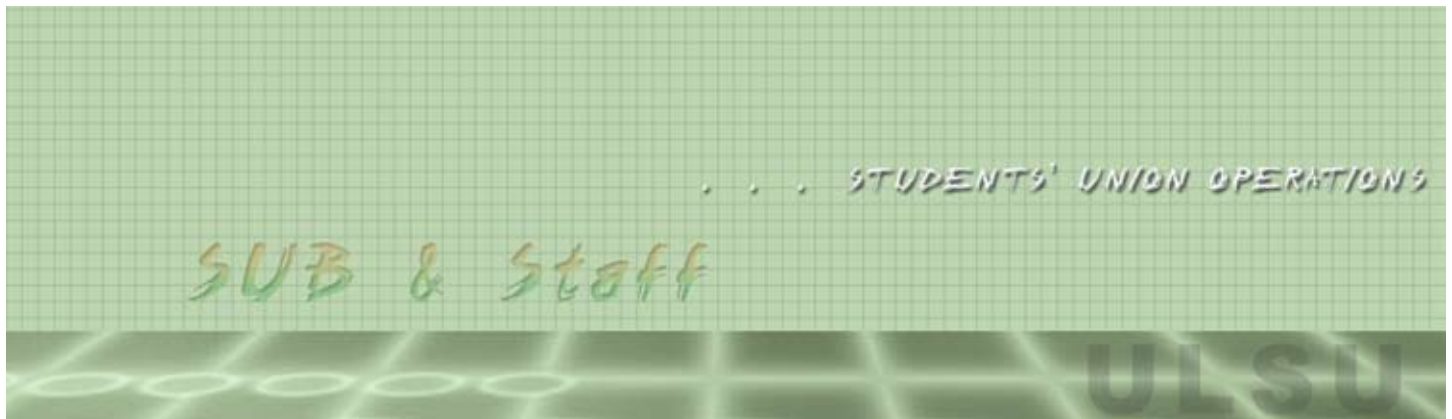 . . . STUDENTS' UNION OPERATIONS
SUB & Staff
ULSU